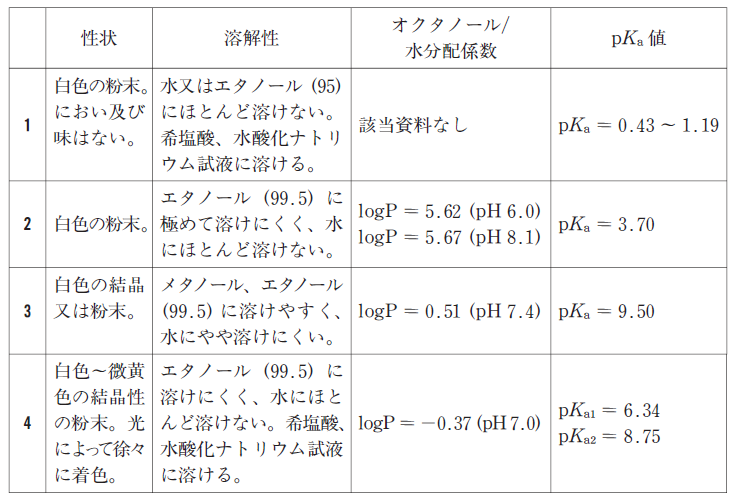 性状 溶解性 オクタノール/水分配係数 pKa 値
1
白色の粉末。
におい及び
味はない。
水又はエタノール (95)
にほとんど溶けない。
希塩酸、水酸化ナトリ
ウム試液に溶ける。
該当資料なし
pKa = 0.43 ~ 1.19
2
白色の粉末。
エタノール (99.5) に
極めて溶けにくく、水
にほとんど溶けない。
logP = 5.62 (pH 6.0)
logP = 5.67 (pH 8.1)
pKa = 3.70
3
白色の結晶
又は粉末。
メタノール、エタノール
(99.5) に溶けやすく、
水にやや溶けにくい。
logP = 0.51 (pH 7.4)
pKa = 9.50
4
白色～微黄
色の結晶性
の粉末。光
によって徐々
に着色。
エタノール (99.5) に
溶けにくく、水にほと
んど溶けない。希塩酸、
水酸化ナトリウム試液
に溶ける。
logP = −0.37 (pH 7.0)
pKa1 = 6.34
pKa2 = 8.75